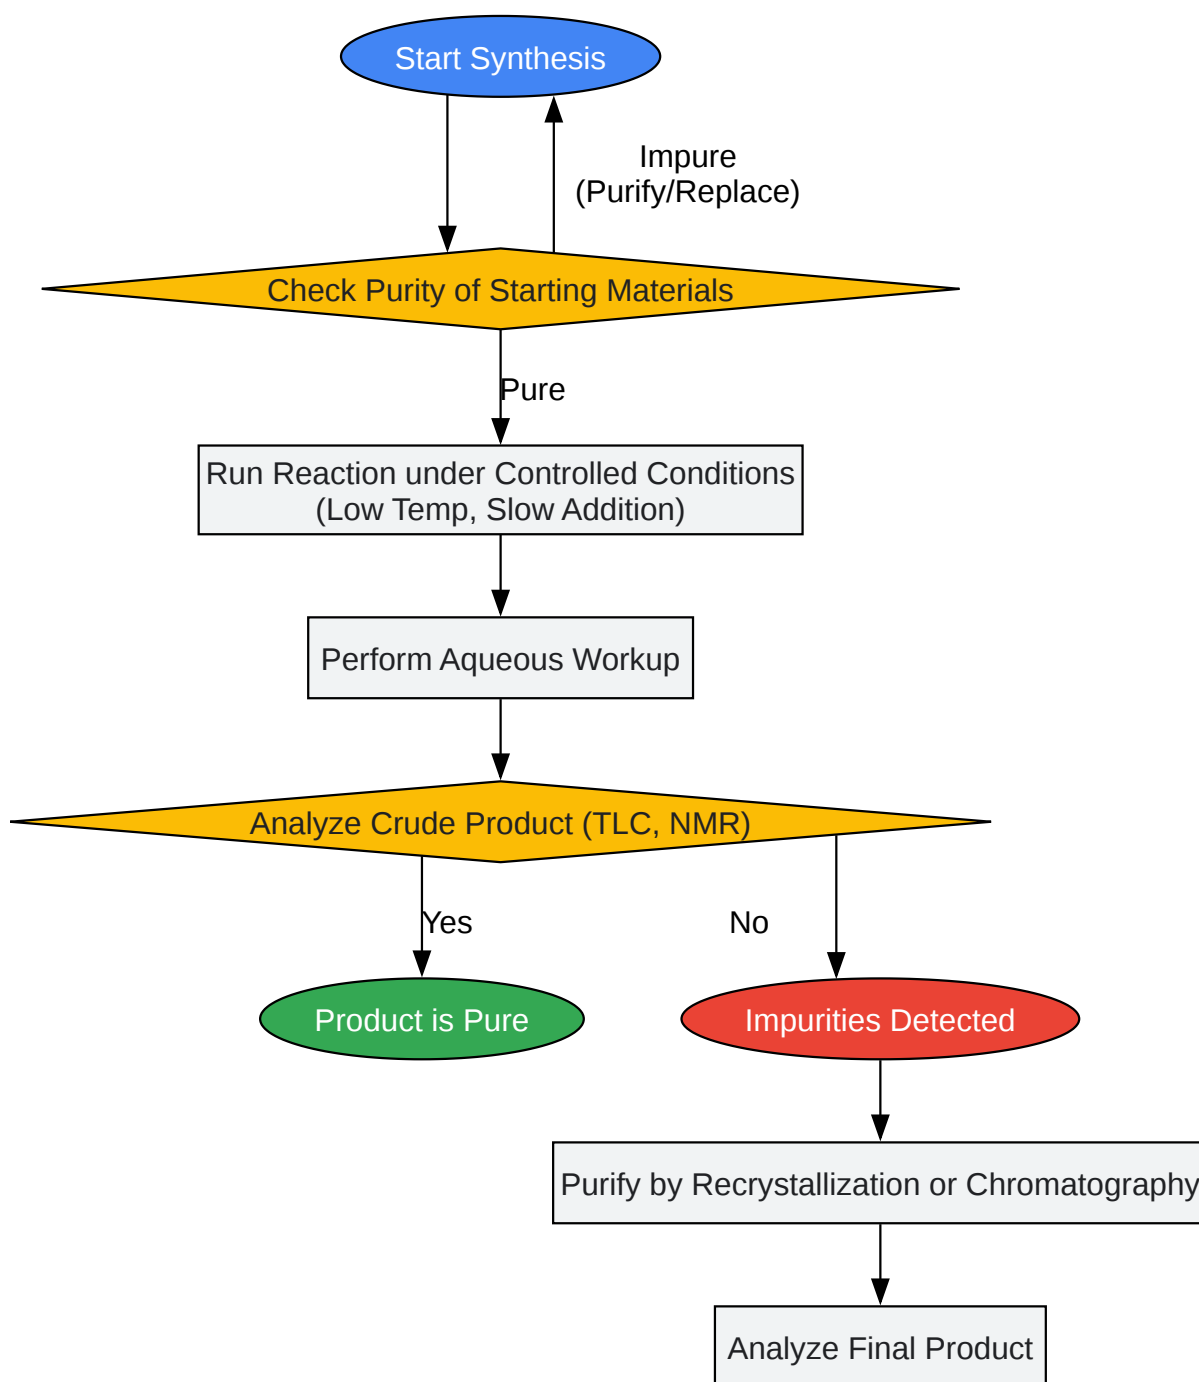 Start Synthesis
Impure
(Purify/Replace)
Check Purity of Starting Materials
Pure
Run Reaction under Controlled Conditions
(Low Temp, Slow Addition)
Perform Aqueous Workup
Analyze Crude Product (TLC, NMR)
Yes
No
Product is Pure
Impurities Detected
Purify by Recrystallization or Chromatography
Analyze Final Product